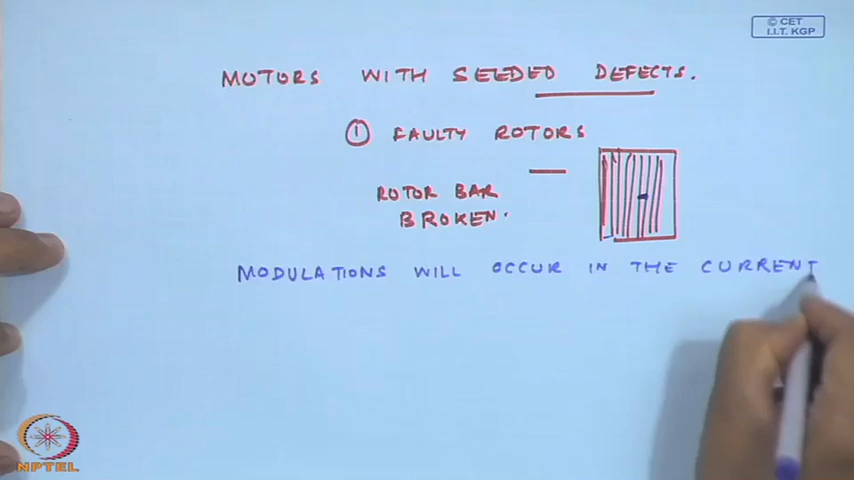 © CET
I.I.T. KGP
MOTORS WITH SEEDED DEFECTS.
1 FAULTY ROTORS
ROTOR BAR
BROKEN.
MODULATIONS WILL OCCUR IN THE CURRENT
NPTEL